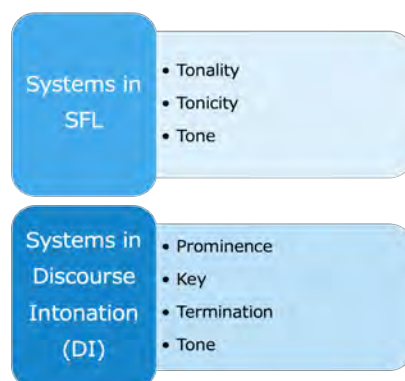 Systems in
SFL
• Tonality
• Tonicity
• Tone
Systems in
Discourse
Intonation
(DI)
• Prominence
• Key
• Termination
• Tone